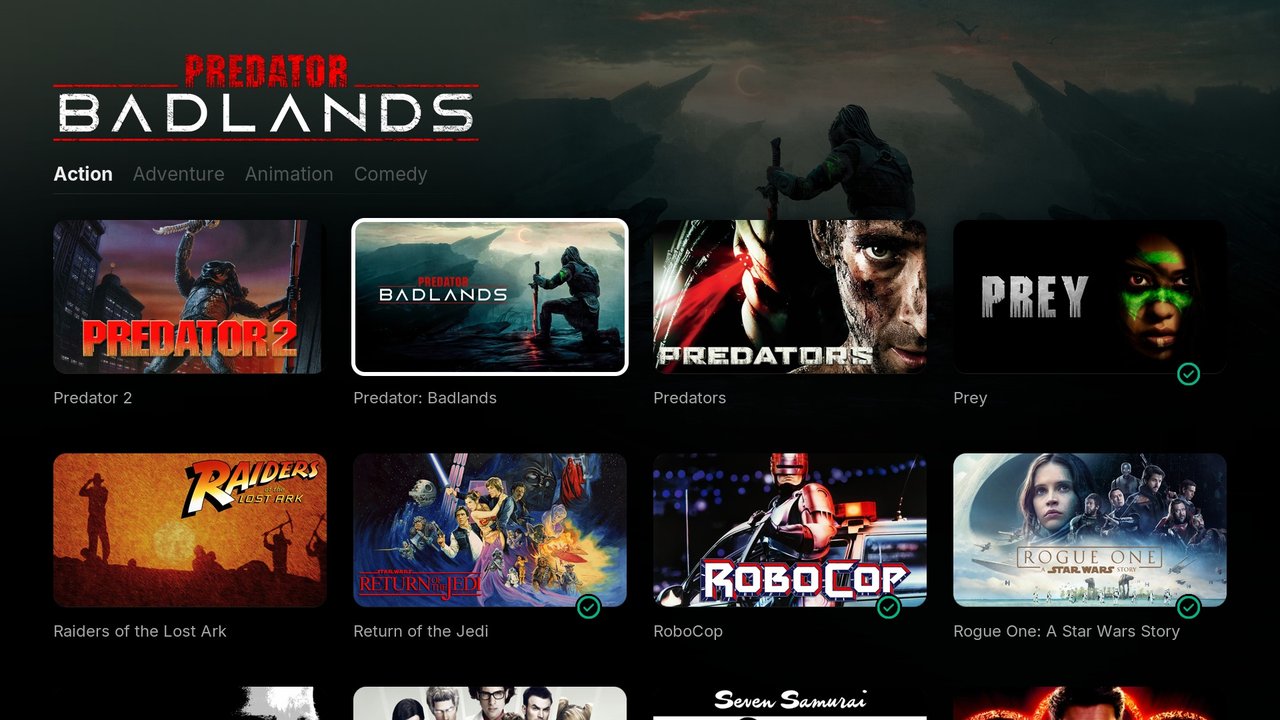 PREDATOR
BADLANDS
Action Adventure Animation Comedy
PREDATOR 2
PREDATOR
BADLANDS
PREDATORS
PREY
Predator 2
Predator: Badlands
Predators
Prey
RAIDERS
OF THE
LOST ARK
STAR WARS
RETURN OF THE JEDI
ROBOCOP
ROGUE ONE
A STAR WARS STORY
Raiders of the Lost Ark
Return of the Jedi
RoboCop
Rogue One: A Star Wars Story
Seven Samurai